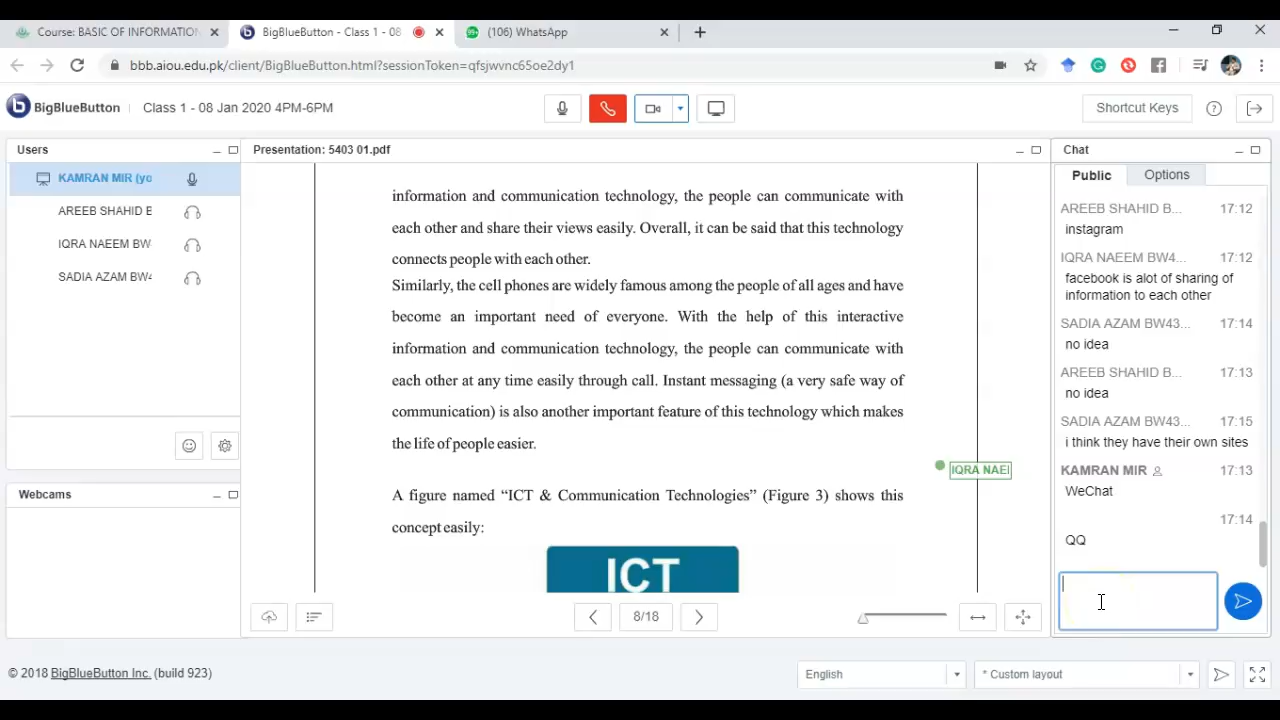 Course: BASIC OF INFORMATION
BigBlueButton - Class 1 - 08
(106) WhatsApp
bbb.aiou.edu.pk/client/BigBlueButton.html?sessionToken=qfsjwvnc65oe2dy1
BigBlueButton
Class 1 - 08 Jan 2020 4PM-6PM
Shortcut Keys
Users
KAMRAN MIR (yo
AREEB SHAHID B
IQRA NAEEM BW4
SADIA AZAM BW4
Webcams
Presentation: 5403 01.pdf
information and communication technology, the people can communicate with
each other and share their views easily. Overall, it can be said that this technology
connects people with each other.
Similarly, the cell phones are widely famous among the people of all ages and have
become an important need of everyone. With the help of this interactive
information and communication technology, the people can communicate with
each other at any time easily through call. Instant messaging (a very safe way of
communication) is also another important feature of this technology which makes
the life of people easier.
IQRA NAEI
A figure named “ICT & Communication Technologies” (Figure 3) shows this
concept easily:
ICT
8/18
Chat
Public
Options
AREEB SHAHID B... 17:12
instagram
IQRA NAEEM BW4... 17:12
facebook is alot of sharing of
information to each other
SADIA AZAM BW43... 17:14
no idea
AREEB SHAHID B... 17:13
no idea
SADIA AZAM BW43... 17:15
i think they have their own sites
KAMRAN MIR 17:13
WeChat
17:14
QQ
© 2018 BigBlueButton Inc. (build 923)
English
* Custom layout